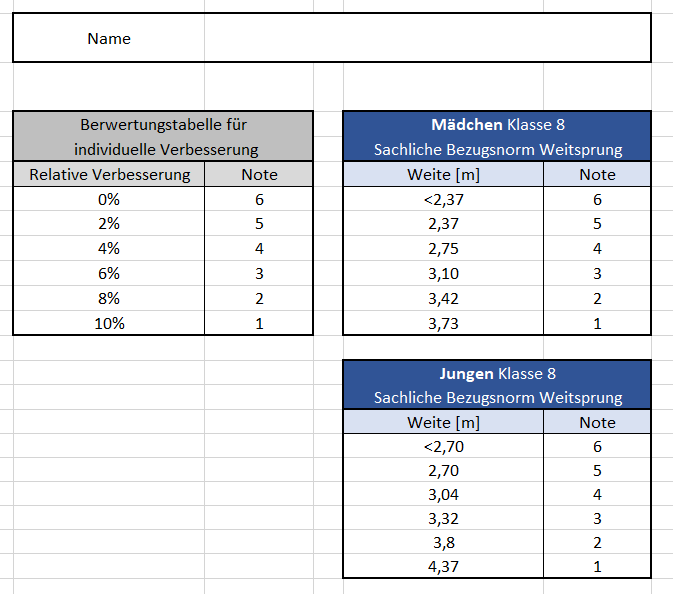 Name
Berwertungstabelle für
individuelle Verbesserung
Relative Verbesserung Note
0% 6
2% 5
4% 4
6% 3
8% 2
10% 1
Mädchen Klasse 8
Sachliche Bezugsnorm Weitsprung
Weite [m] Note
<2,37 6
2,37 5
2,75 4
3,10 3
3,42 2
3,73 1
Jungen Klasse 8
Sachliche Bezugsnorm Weitsprung
Weite [m] Note
<2,70 6
2,70 5
3,04 4
3,32 3
3,8 2
4,37 1